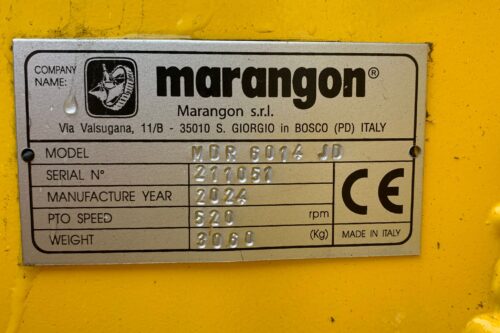 COMPANY NAME: marangon®
Marangon s.r.l.
Via Valsugana, 11/B - 35010 S. GIORGIO in BOSCO (PD) ITALY
MODEL MDR 6014 JD
SERIAL N° 211051
MANUFACTURE YEAR 2024
PTO SPEED 520 rpm
WEIGHT 3060 (Kg)
CE
MADE IN ITALY